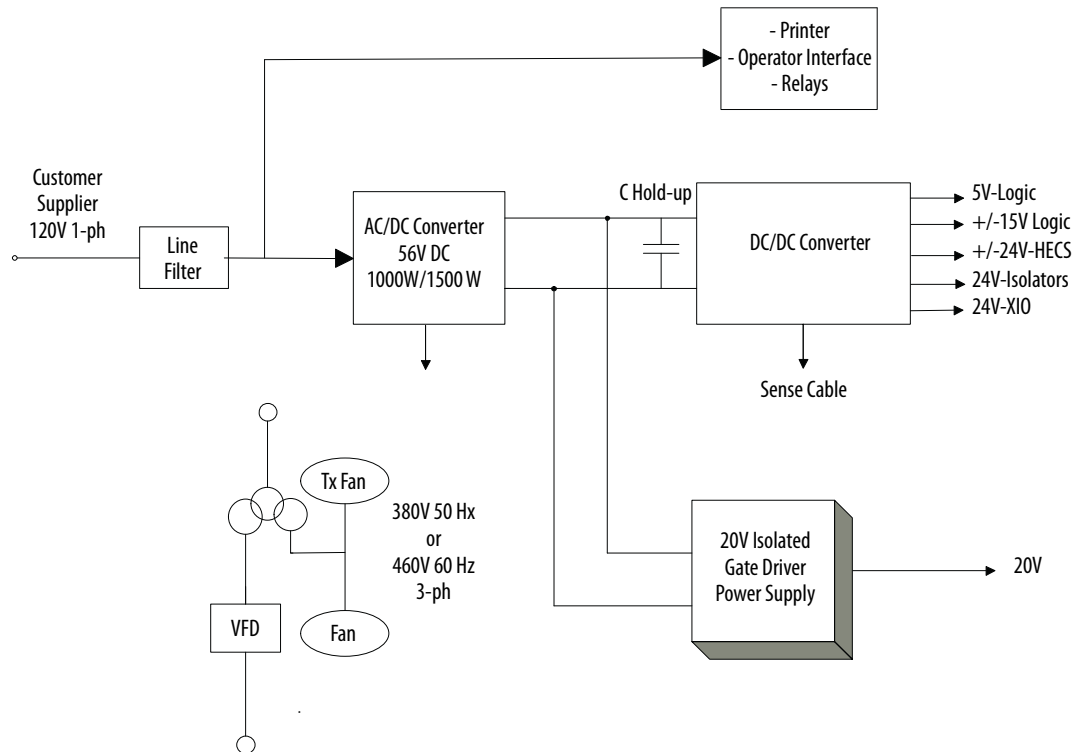 - Printer
- Operator Interface
- Relays
Customer
Supplier
120V 1-ph
Line
Filter
AC/DC Converter
56V DC
1000W/1500 W
C Hold-up
DC/DC Converter
5V-Logic
+/-15V Logic
+/-24V-HECS
24V-Isolators
24V-XIO
Sense Cable
Tx Fan
380V 50 Hx
or
460V 60 Hz
3-ph
VFD
Fan
20V Isolated
Gate Driver
Power Supply
20V